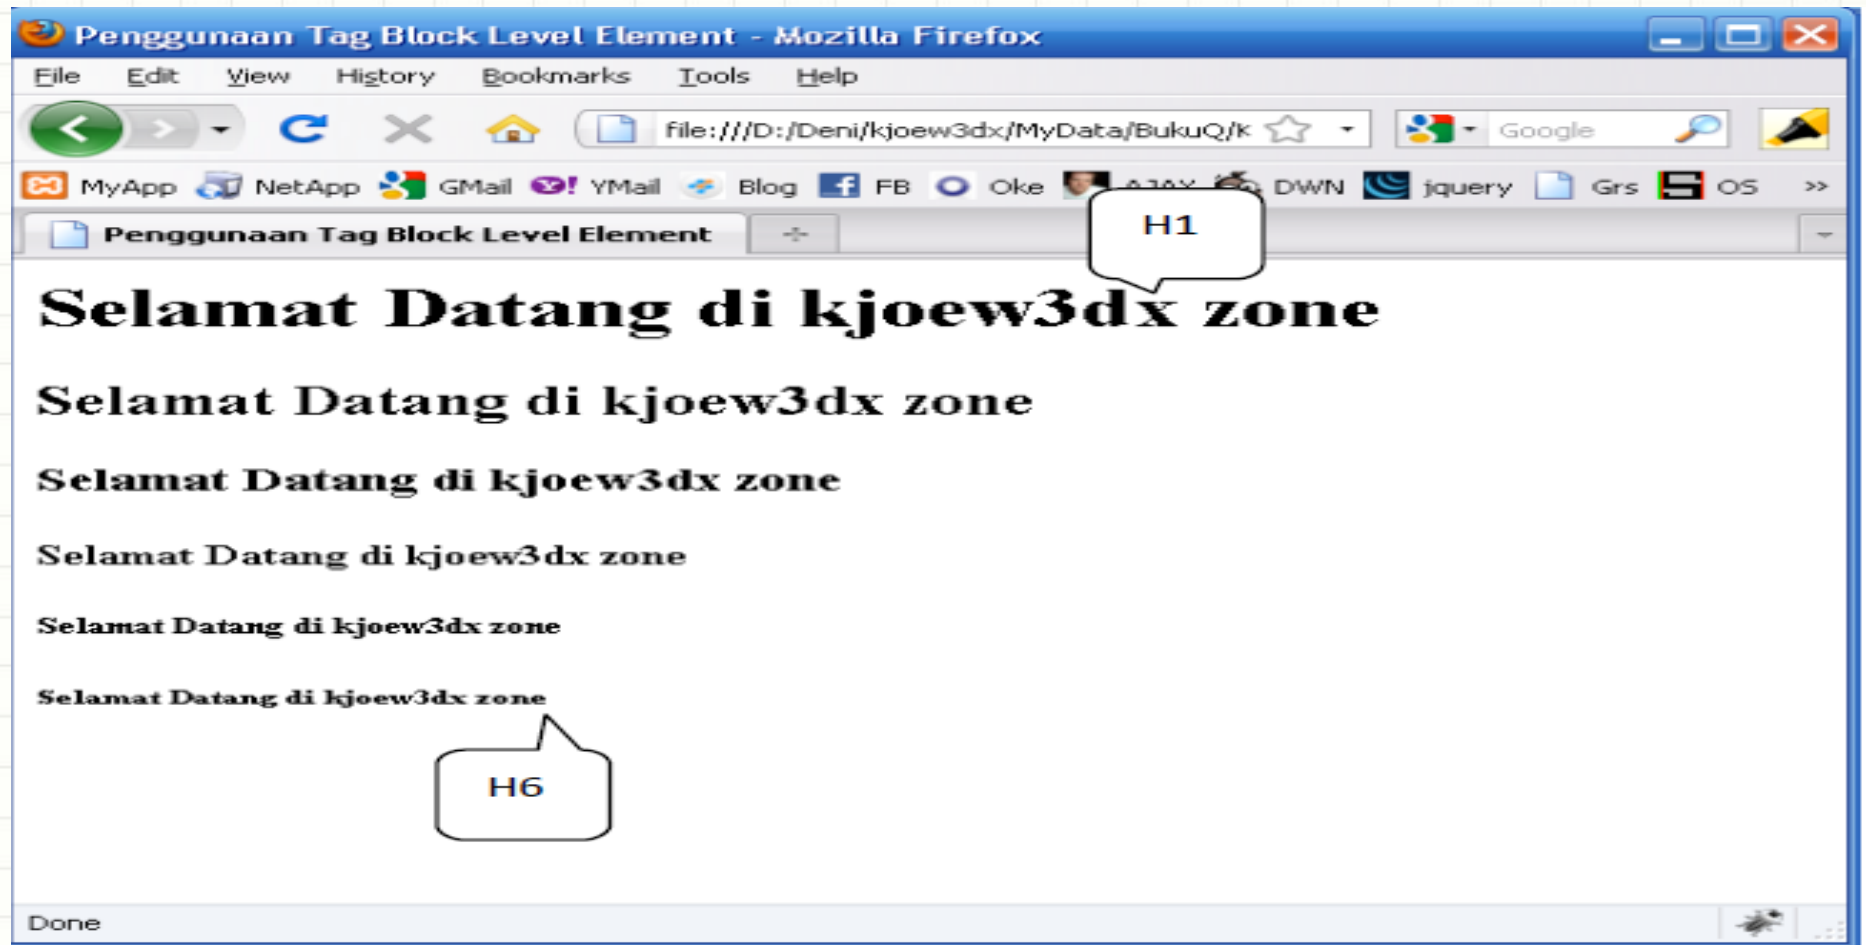 Penggunaan Tag Block Level Element - Mozilla Firefox
File Edit View History Bookmarks Tools Help
file:///D:/Deni/kjoew3dx/MyData/BukuQ/K Google
MyApp NetApp GMail YMail Blog FB Oke AJAX DWN jquery Grs OS »
Penggunaan Tag Block Level Element
H1
Selamat Datang di kjoew3dx zone
Selamat Datang di kjoew3dx zone
Selamat Datang di kjoew3dx zone
Selamat Datang di kjoew3dx zone
Selamat Datang di kjoew3dx zone
Selamat Datang di kjoew3dx zone
H6
Done